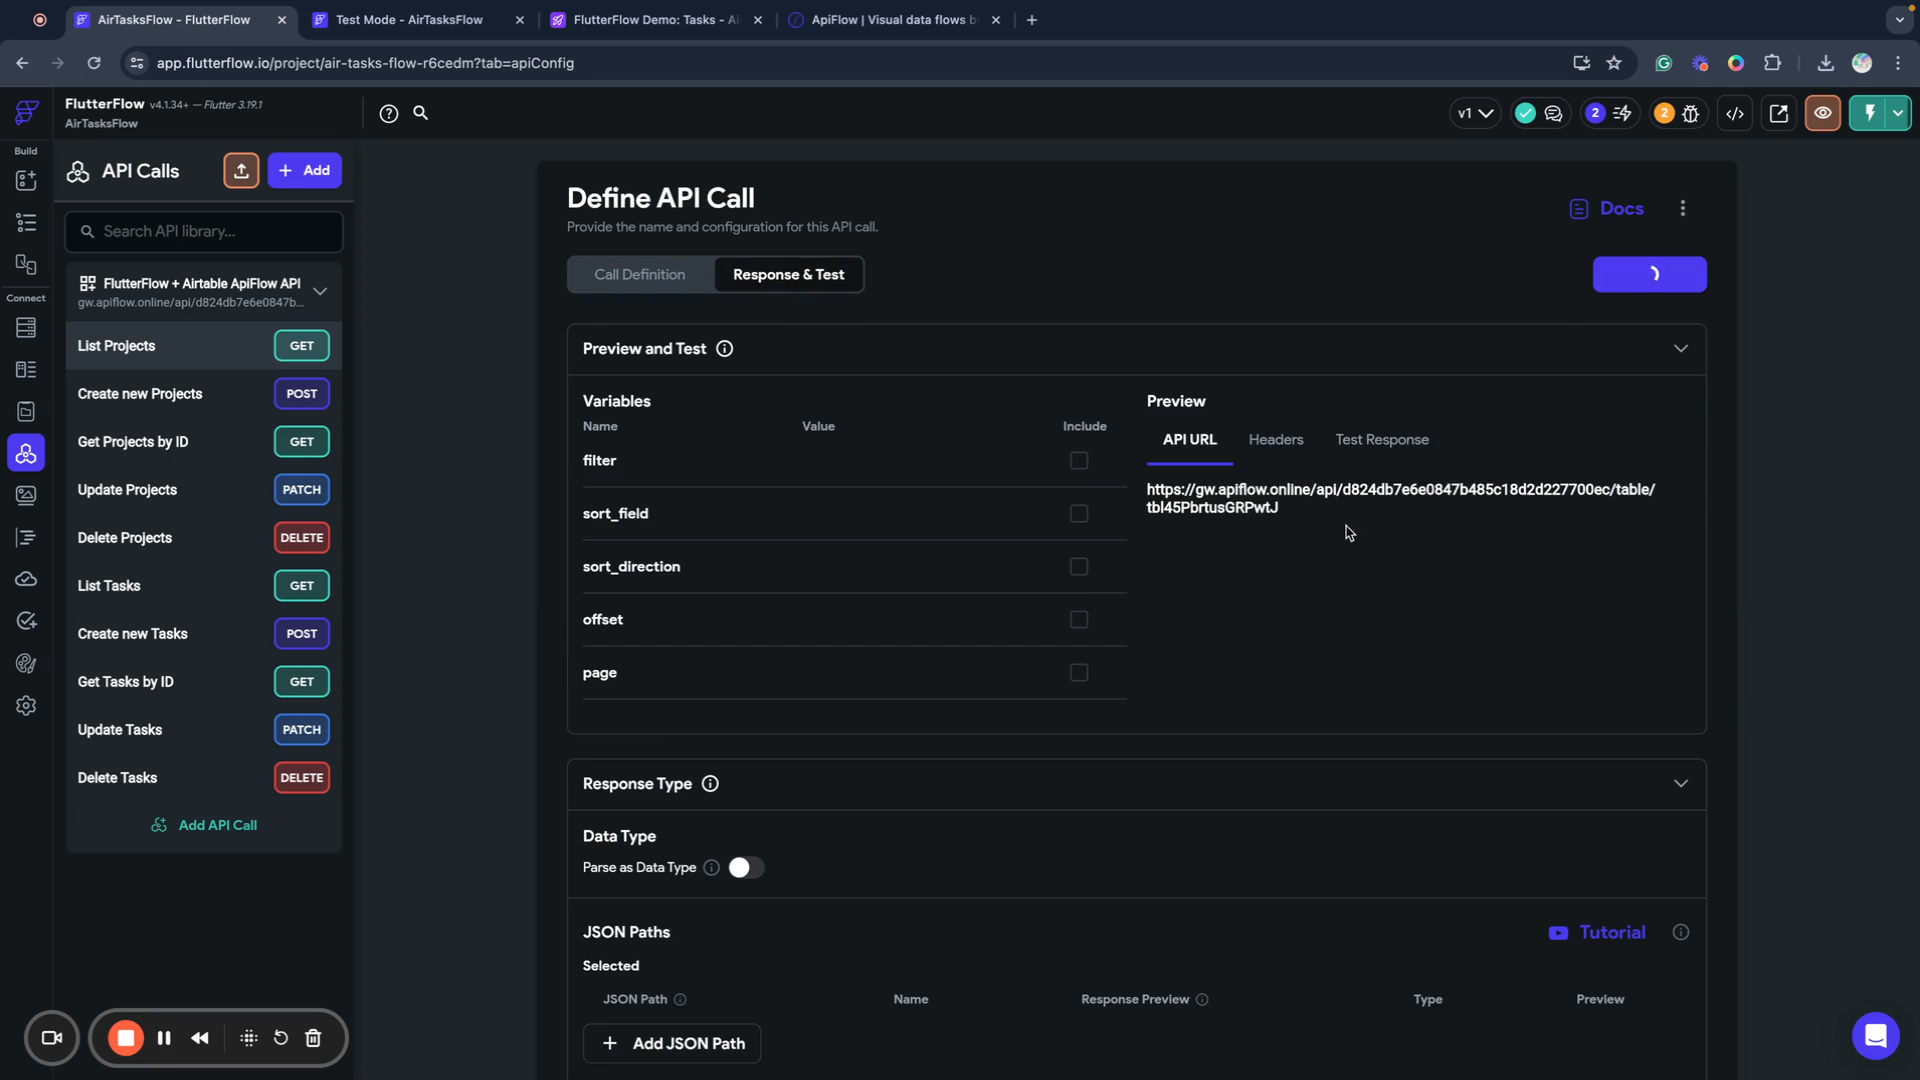 AirTasksFlow - FlutterFlow
Test Mode - AirTasksFlow
FlutterFlow Demo: Tasks - Ai
ApiFlow | Visual data flows b
app.flutterflow.io/project/air-tasks-flow-r6cedm?tab=apiConfig
FlutterFlow v4.1.34+ — Flutter 3.19.1
AirTasksFlow
v1
2
2
Build
Connect
API Calls
+ Add
Search API library...
FlutterFlow + Airtable ApiFlow API
gw.apiflow.online/api/d824db7e6e0847b...
List Projects GET
Create new Projects POST
Get Projects by ID GET
Update Projects PATCH
Delete Projects DELETE
List Tasks GET
Create new Tasks POST
Get Tasks by ID GET
Update Tasks PATCH
Delete Tasks DELETE
Add API Call
Define API Call
Provide the name and configuration for this API call.
Docs
Call Definition
Response & Test
Preview and Test
Variables
Name Value Include
filter
sort_field
sort_direction
offset
page
Preview
API URL Headers Test Response
https://gw.apiflow.online/api/d824db7e6e0847b485c18d2d227700ec/table/
tbl45PbrtusGRPwtJ
Response Type
Data Type
Parse as Data Type
JSON Paths
Tutorial
Selected
JSON Path Name Response Preview Type Preview
+ Add JSON Path